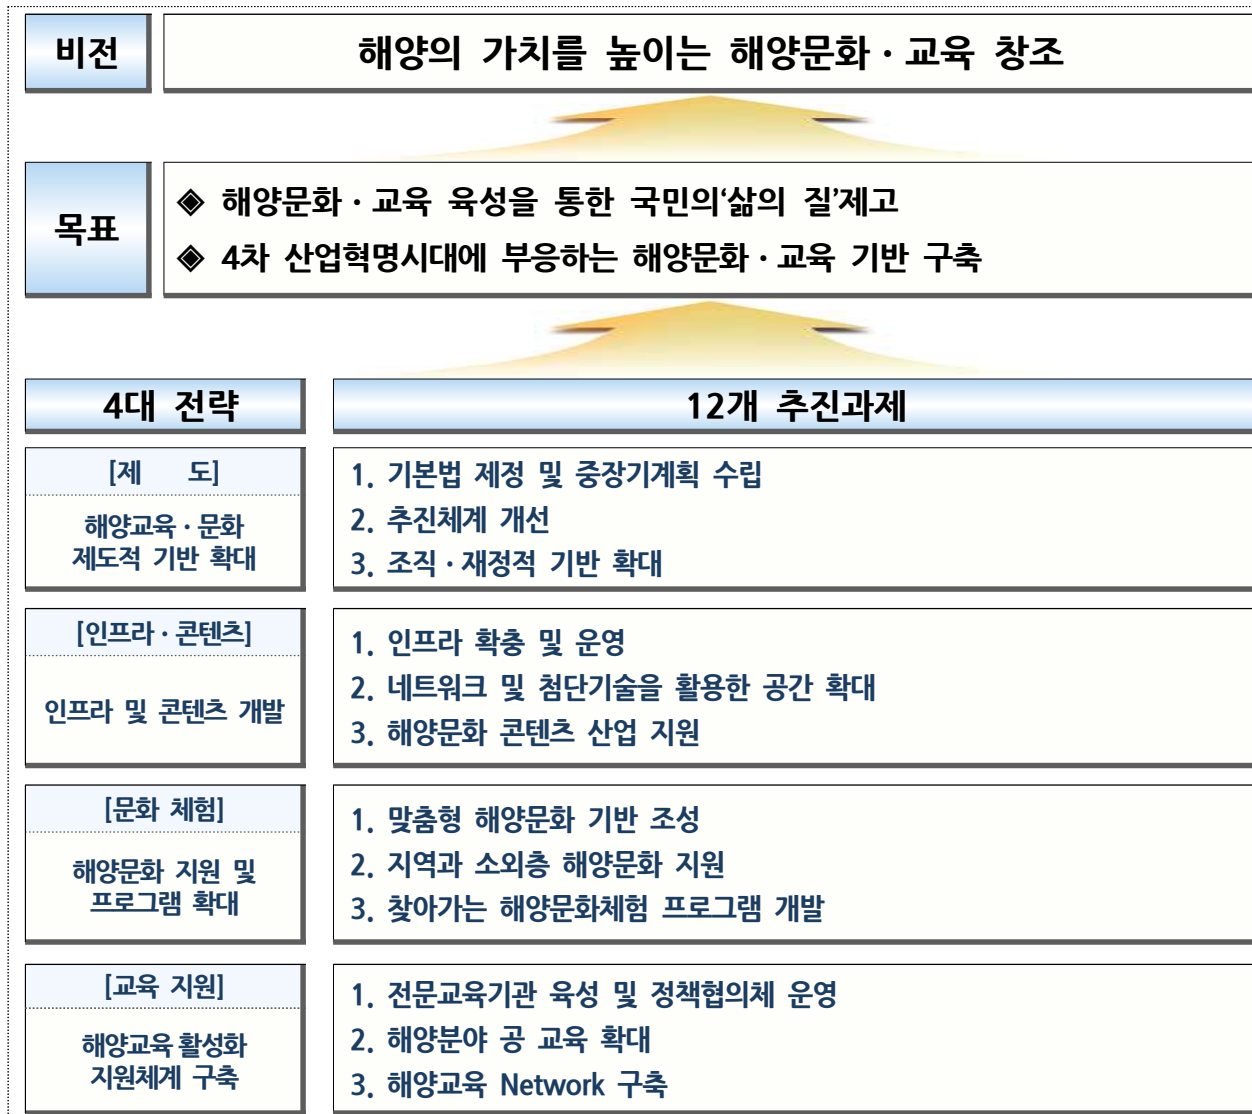 비전
해양의 가치를 높이는 해양문화·교육 창조
목표
◈ 해양문화·교육 육성을 통한 국민의‘삶의 질’제고
◈ 4차 산업혁명시대에 부응하는 해양문화·교육 기반 구축
4대 전략
12개 추진과제
[제 도]
해양교육·문화
제도적 기반 확대
1. 기본법 제정 및 중장기계획 수립
2. 추진체계 개선
3. 조직·재정적 기반 확대
[인프라·콘텐츠]
인프라 및 콘텐츠 개발
1. 인프라 확충 및 운영
2. 네트워크 및 첨단기술을 활용한 공간 확대
3. 해양문화 콘텐츠 산업 지원
[문화 체험]
해양문화 지원 및
프로그램 확대
1. 맞춤형 해양문화 기반 조성
2. 지역과 소외층 해양문화 지원
3. 찾아가는 해양문화체험 프로그램 개발
[교육 지원]
해양교육 활성화
지원체계 구축
1. 전문교육기관 육성 및 정책협의체 운영
2. 해양분야 공 교육 확대
3. 해양교육 Network 구축